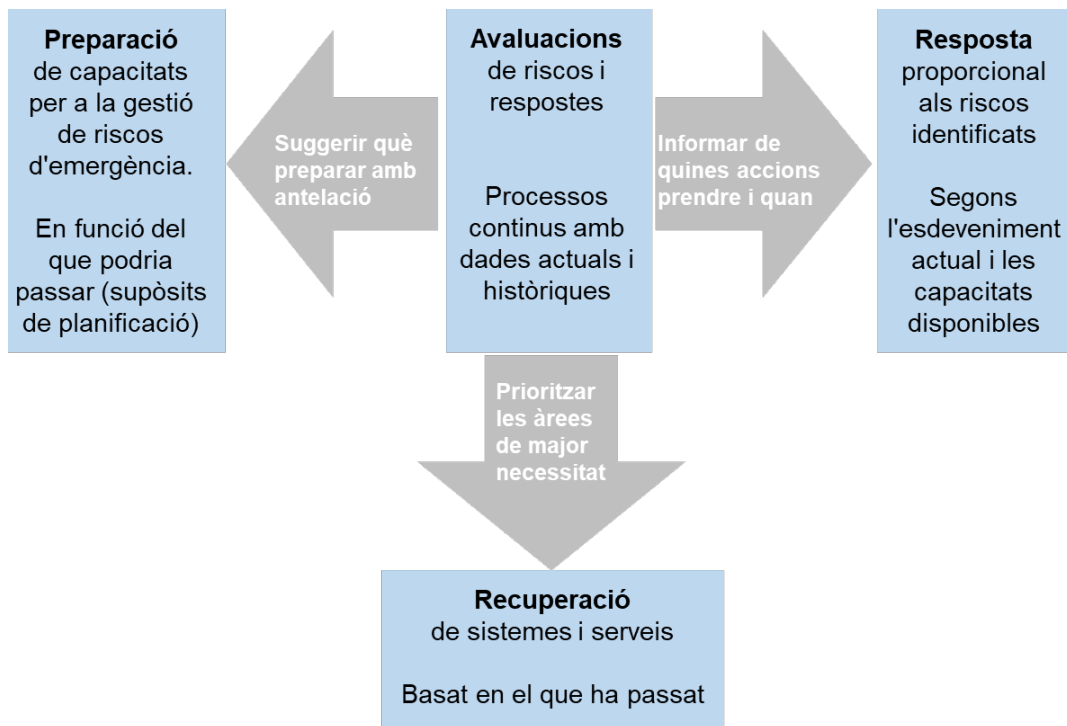 Preparació
de capacitats
per a la gestió
de riscos
d'emergència.
En funció del
que podria
passar (supòsits
de planificació)
Suggerir què
preparar amb
antelació
Avaluacions
de riscos i
respostes
Processos
continus amb
dades actuals i
històriques
Informar de
quines accions
prendre i quan
Resposta
proporcional
als riscos
identificats
Segons
l'esdeveniment
actual i les
capacitats
disponibles
Prioritzar
les àrees
de major
necessitat
Recuperació
de sistemes i serveis
Basat en el que ha passat